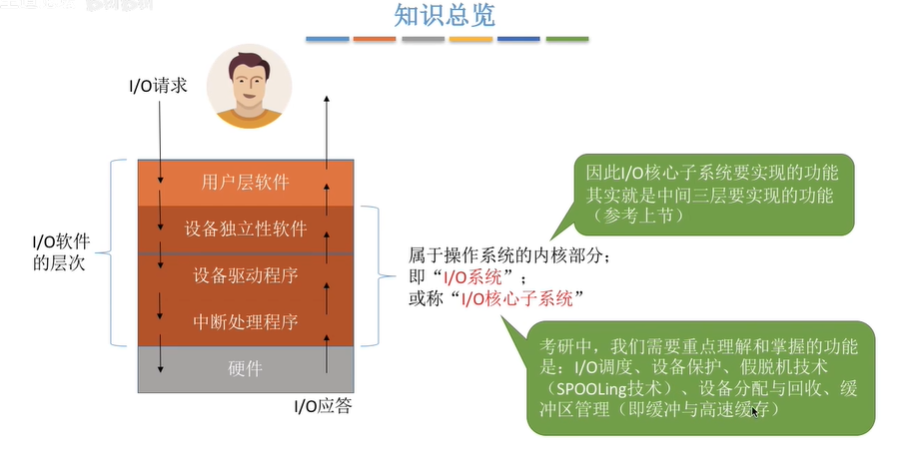 知识总览
I/O请求
用户层软件
设备独立性软件
设备驱动程序
中断处理程序
硬件
I/O应答
I/O软件
的层次
属于操作系统的内核部分；
即“I/O系统”；
或称“I/O核心子系统”
因此I/O核心子系统要实现的功能
其实就是中间三层要实现的功能
（参考上节）
考研中，我们需要重点理解和掌握的功能
是：I/O调度、设备保护、假脱机技术
（SPOOLing技术）、设备分配与回收、缓
冲区管理（即缓冲与高速缓存）